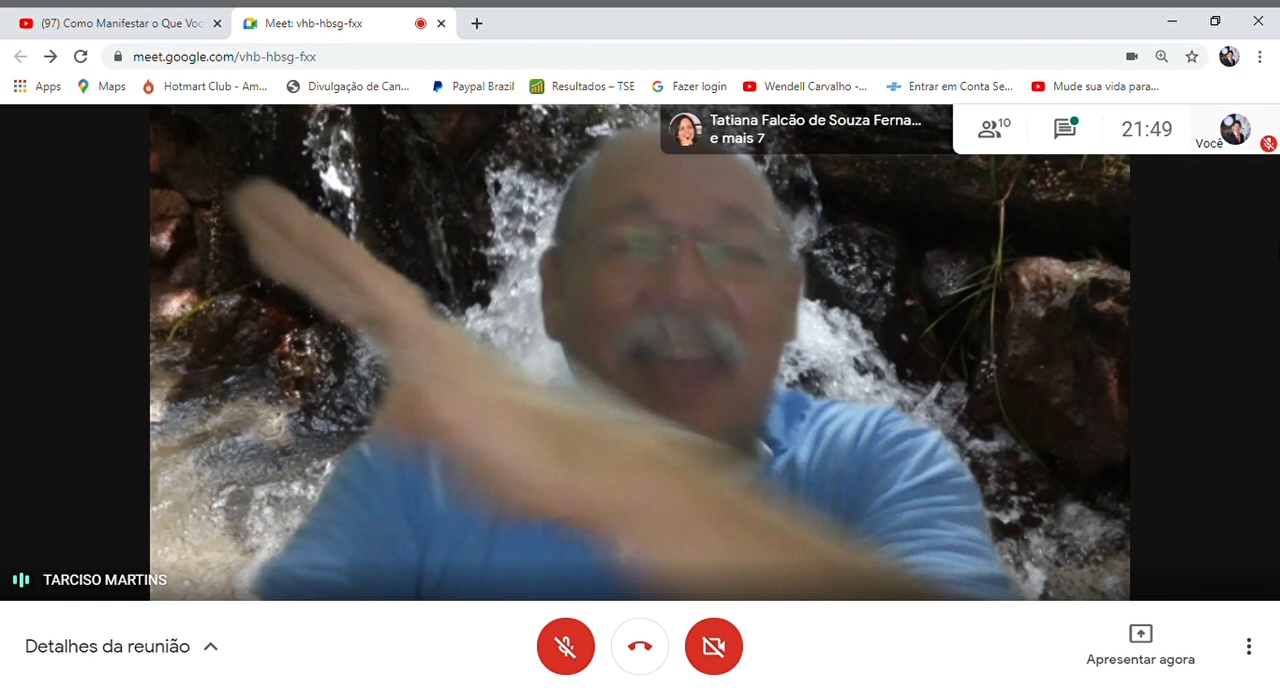 (97) Como Manifestar o Que Voc
Meet: vhb-hbsg-fxx
meet.google.com/vhb-hbsg-fxx
Apps
Maps
Hotmart Club - Am...
Divulgação de Can...
Paypal Brazil
Resultados – TSE
Fazer login
Wendell Carvalho -...
Entrar em Conta Se...
Mude sua vida para...
Tatiana Falcão de Souza Ferna...
e mais 7
10
21:49
Você
TARCISO MARTINS
Detalhes da reunião
Apresentar agora